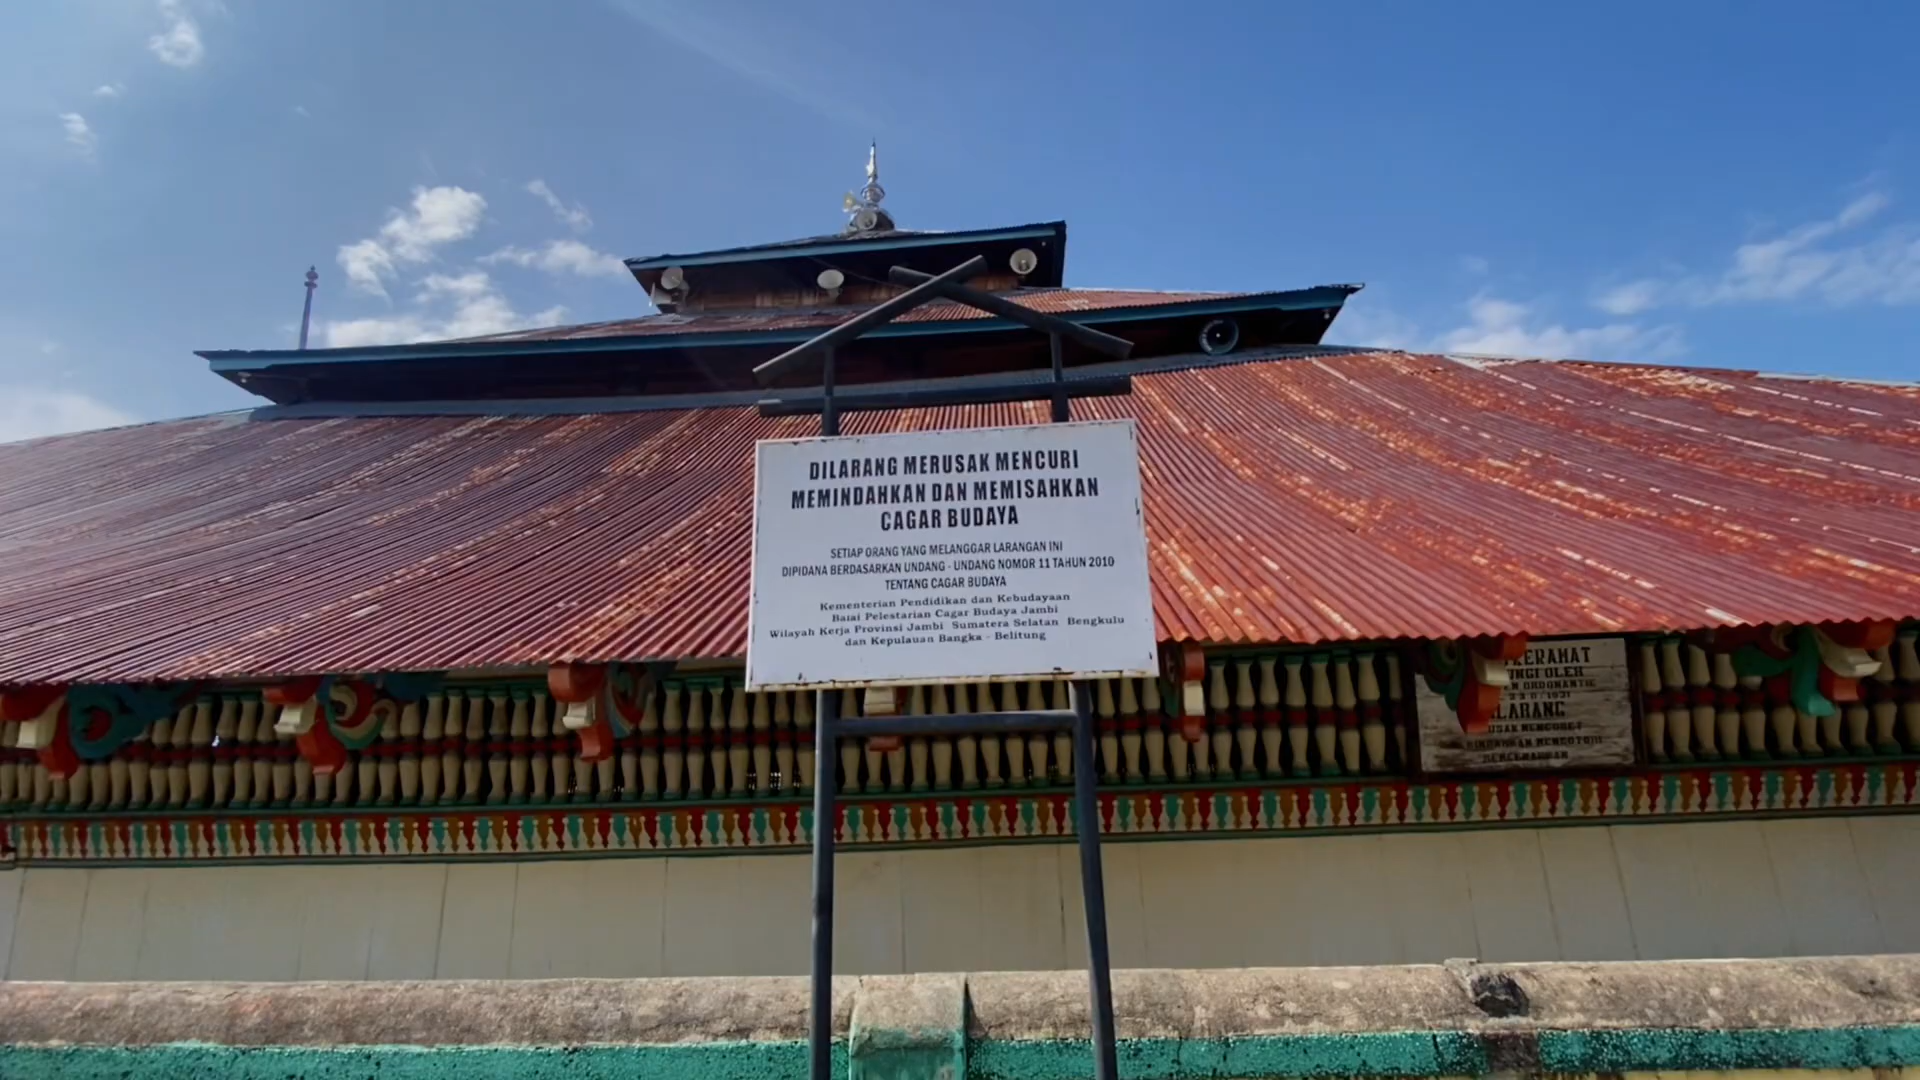 DILARANG MERUSAK MENCURI
MEMINDAHKAN DAN MEMISAHKAN
CAGAR BUDAYA
SETIAP ORANG YANG MELANGGAR LARANGAN INI
DIPIDANA BERDASARKAN UNDANG - UNDANG NOMOR 11 TAHUN 2010
TENTANG CAGAR BUDAYA
Kementerian Pendidikan dan Kebudayaan
Balai Pelestarian Cagar Budaya Jambi
Wilayah Kerja Provinsi Jambi Sumatera Selatan Bengkulu
dan Kepulauan Bangka - Belitung
OLEH
ORDONANTIE